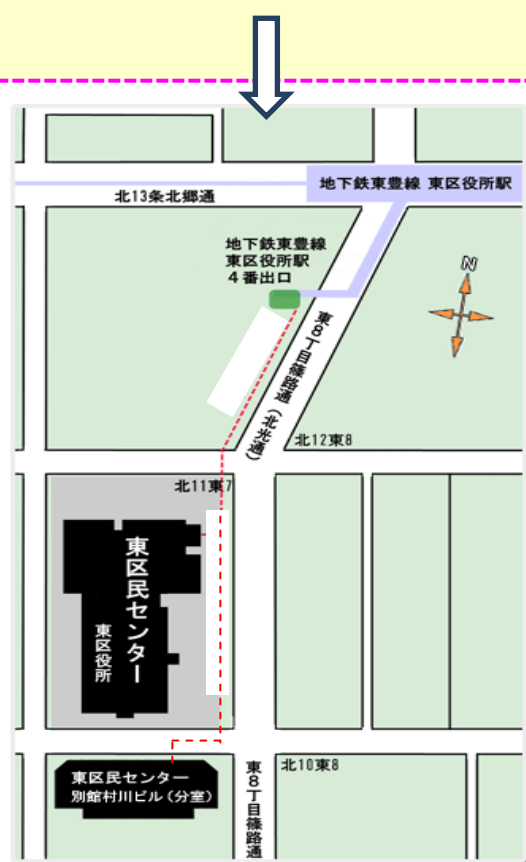 地下鉄東豊線 東区役所駅
北13条北郷通
地下鉄東豊線
東区役所駅
４番出口
N
東8丁目篠路通（北光通）
北12東8
北11東7
東区民センター
東区役所
東区民センター
別館村川ビル（分室）
東8丁目篠路通
北10東8